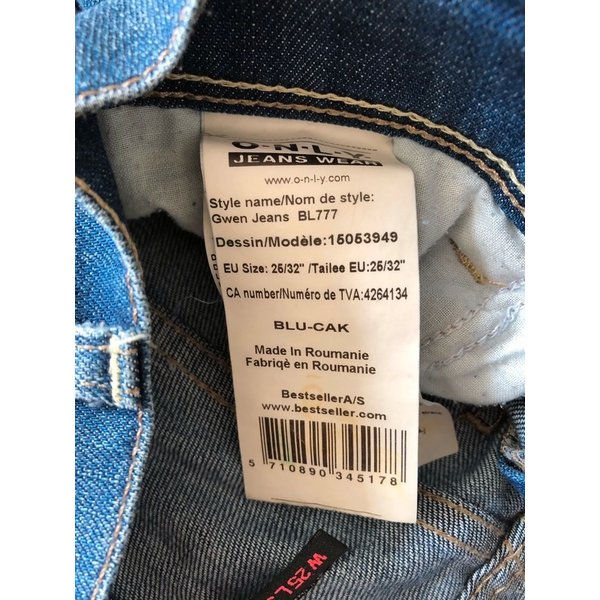 O-N-L-Y
JEANS WEAR
www.o-n-l-y.com
Style name/Nom de style:
Gwen Jeans BL777
Dessin/Modèle:15053949
EU Size: 25/32" /Tailee EU:25/32"
CA number/Numéro de TVA:4264134
BLU-CAK
Made In Roumanie
Fabriqè en Roumanie
BestsellerA/S
www.bestseller.com
5 710890 345178
W 25 L